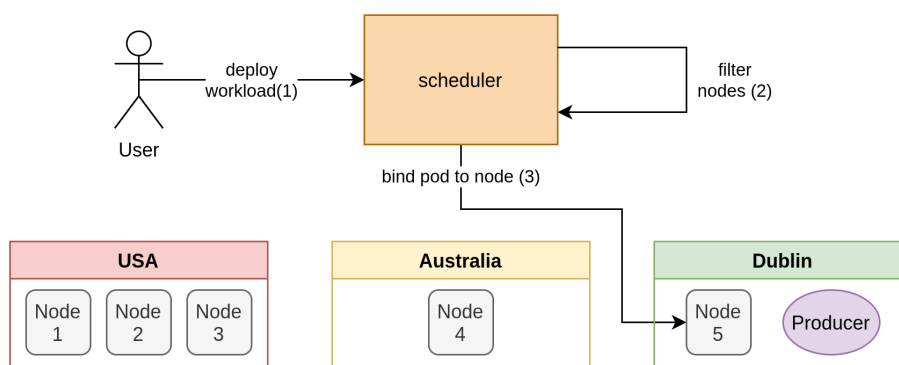 deploy
workload(1)
scheduler
filter
nodes (2)
User
bind pod to node (3)
USA
Australia
Dublin
Node
1
Node
2
Node
3
Node
4
Node
5
Producer